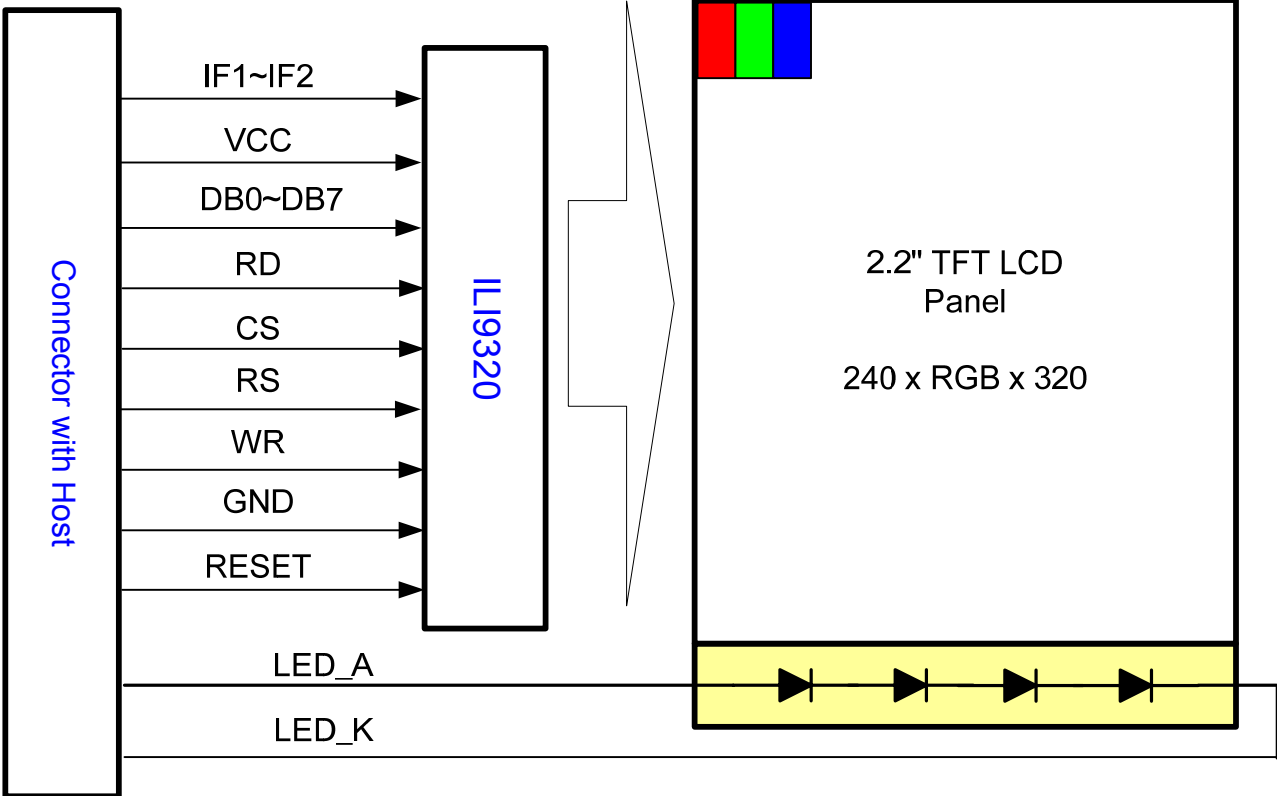 Connector with Host
IF1~IF2
VCC
DB0~DB7
RD
CS
RS
WR
GND
RESET
LED_A
LED_K
ILI9320
2.2" TFT LCD
Panel
240 x RGB x 320